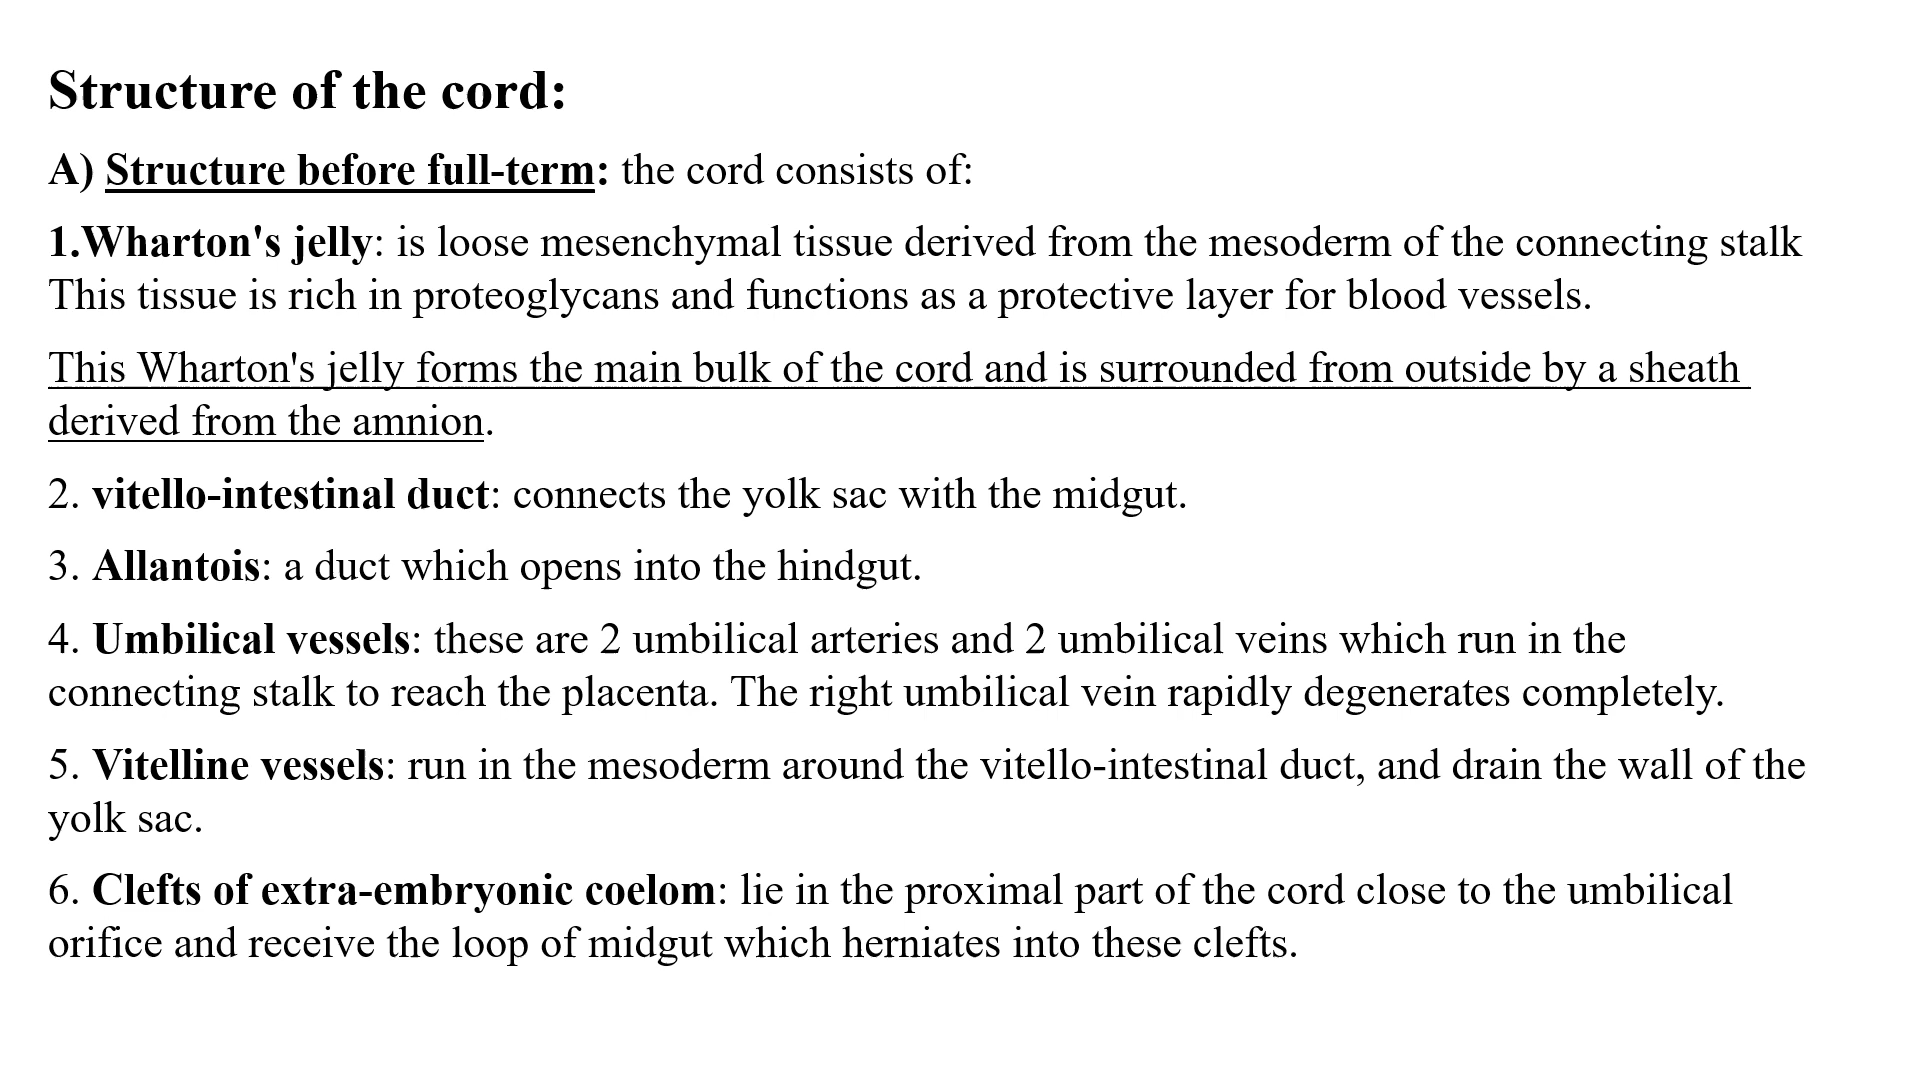 Structure of the cord:
A) Structure before full-term: the cord consists of:
1.Wharton's jelly: is loose mesenchymal tissue derived from the mesoderm of the connecting stalk
This tissue is rich in proteoglycans and functions as a protective layer for blood vessels.
This Wharton's jelly forms the main bulk of the cord and is surrounded from outside by a sheath
derived from the amnion.
2. vitello-intestinal duct: connects the yolk sac with the midgut.
3. Allantois: a duct which opens into the hindgut.
4. Umbilical vessels: these are 2 umbilical arteries and 2 umbilical veins which run in the
connecting stalk to reach the placenta. The right umbilical vein rapidly degenerates completely.
5. Vitelline vessels: run in the mesoderm around the vitello-intestinal duct, and drain the wall of the
yolk sac.
6. Clefts of extra-embryonic coelom: lie in the proximal part of the cord close to the umbilical
orifice and receive the loop of midgut which herniates into these clefts.